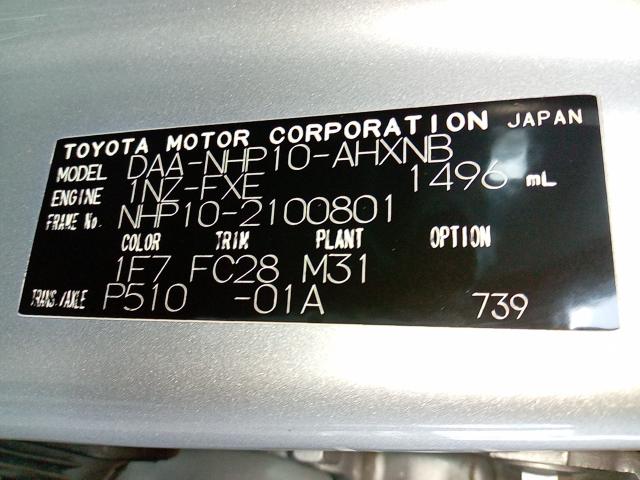 TOYOTA MOTOR CORPORATION JAPAN
MODEL DAA-NHP10-AHXNB
ENGINE 1NZ-FXE 1496 mL
FRAME No. NHP10-2100801
COLOR TRIM PLANT OPTION
1F7 FC28 M31
TRANS./AXLE P510 -01A 739